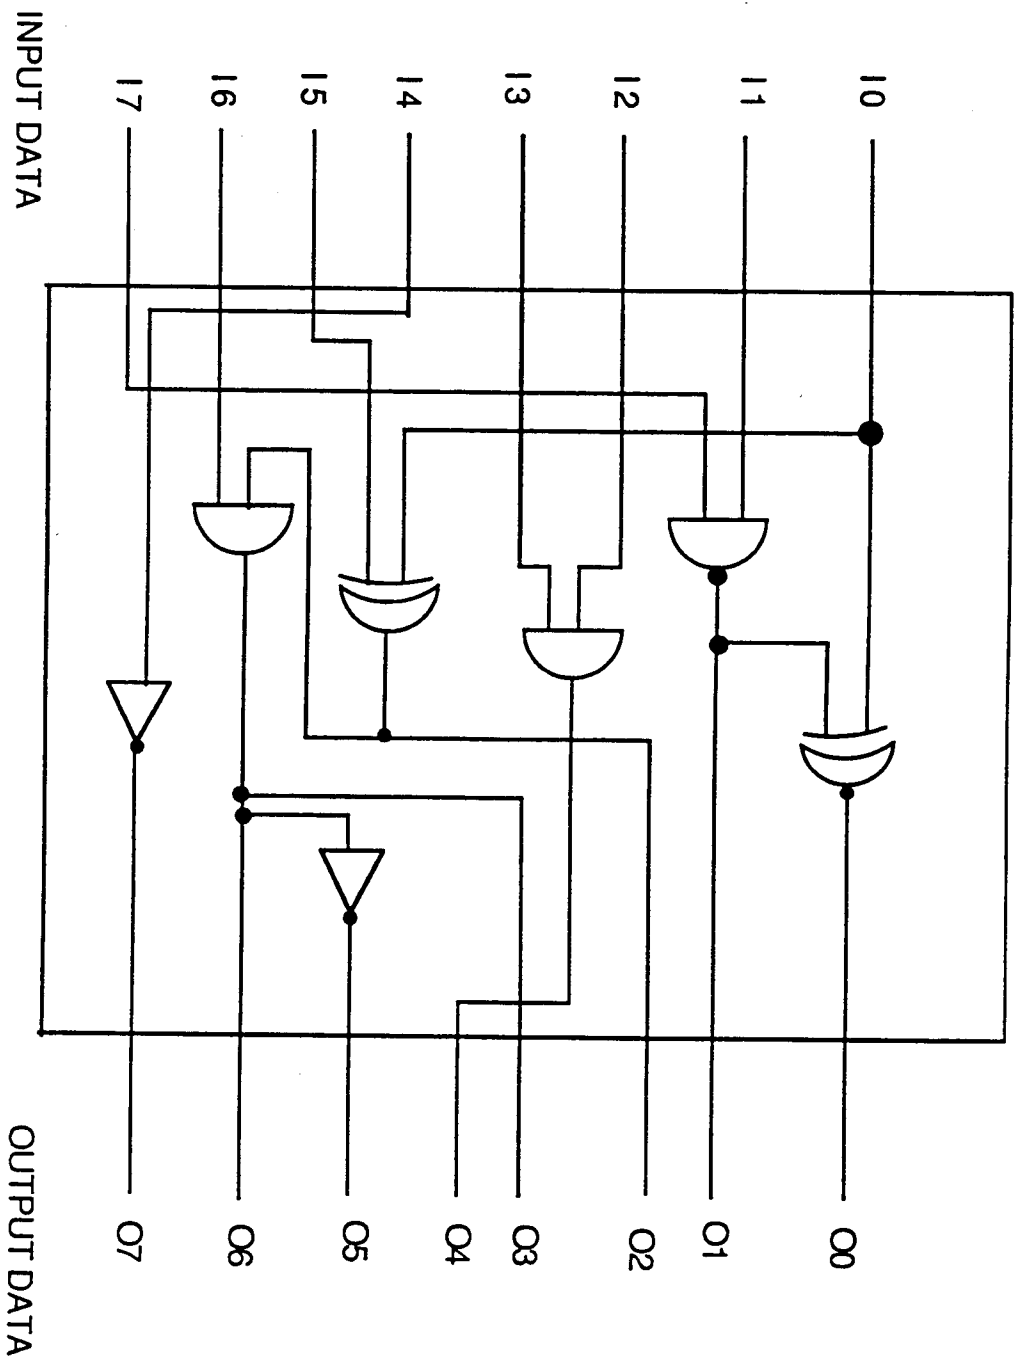 INPUT DATA
I0
I1
I2
I3
I4
I5
I6
I7
OUTPUT DATA
O0
O1
O2
O3
O4
O5
O6
O7